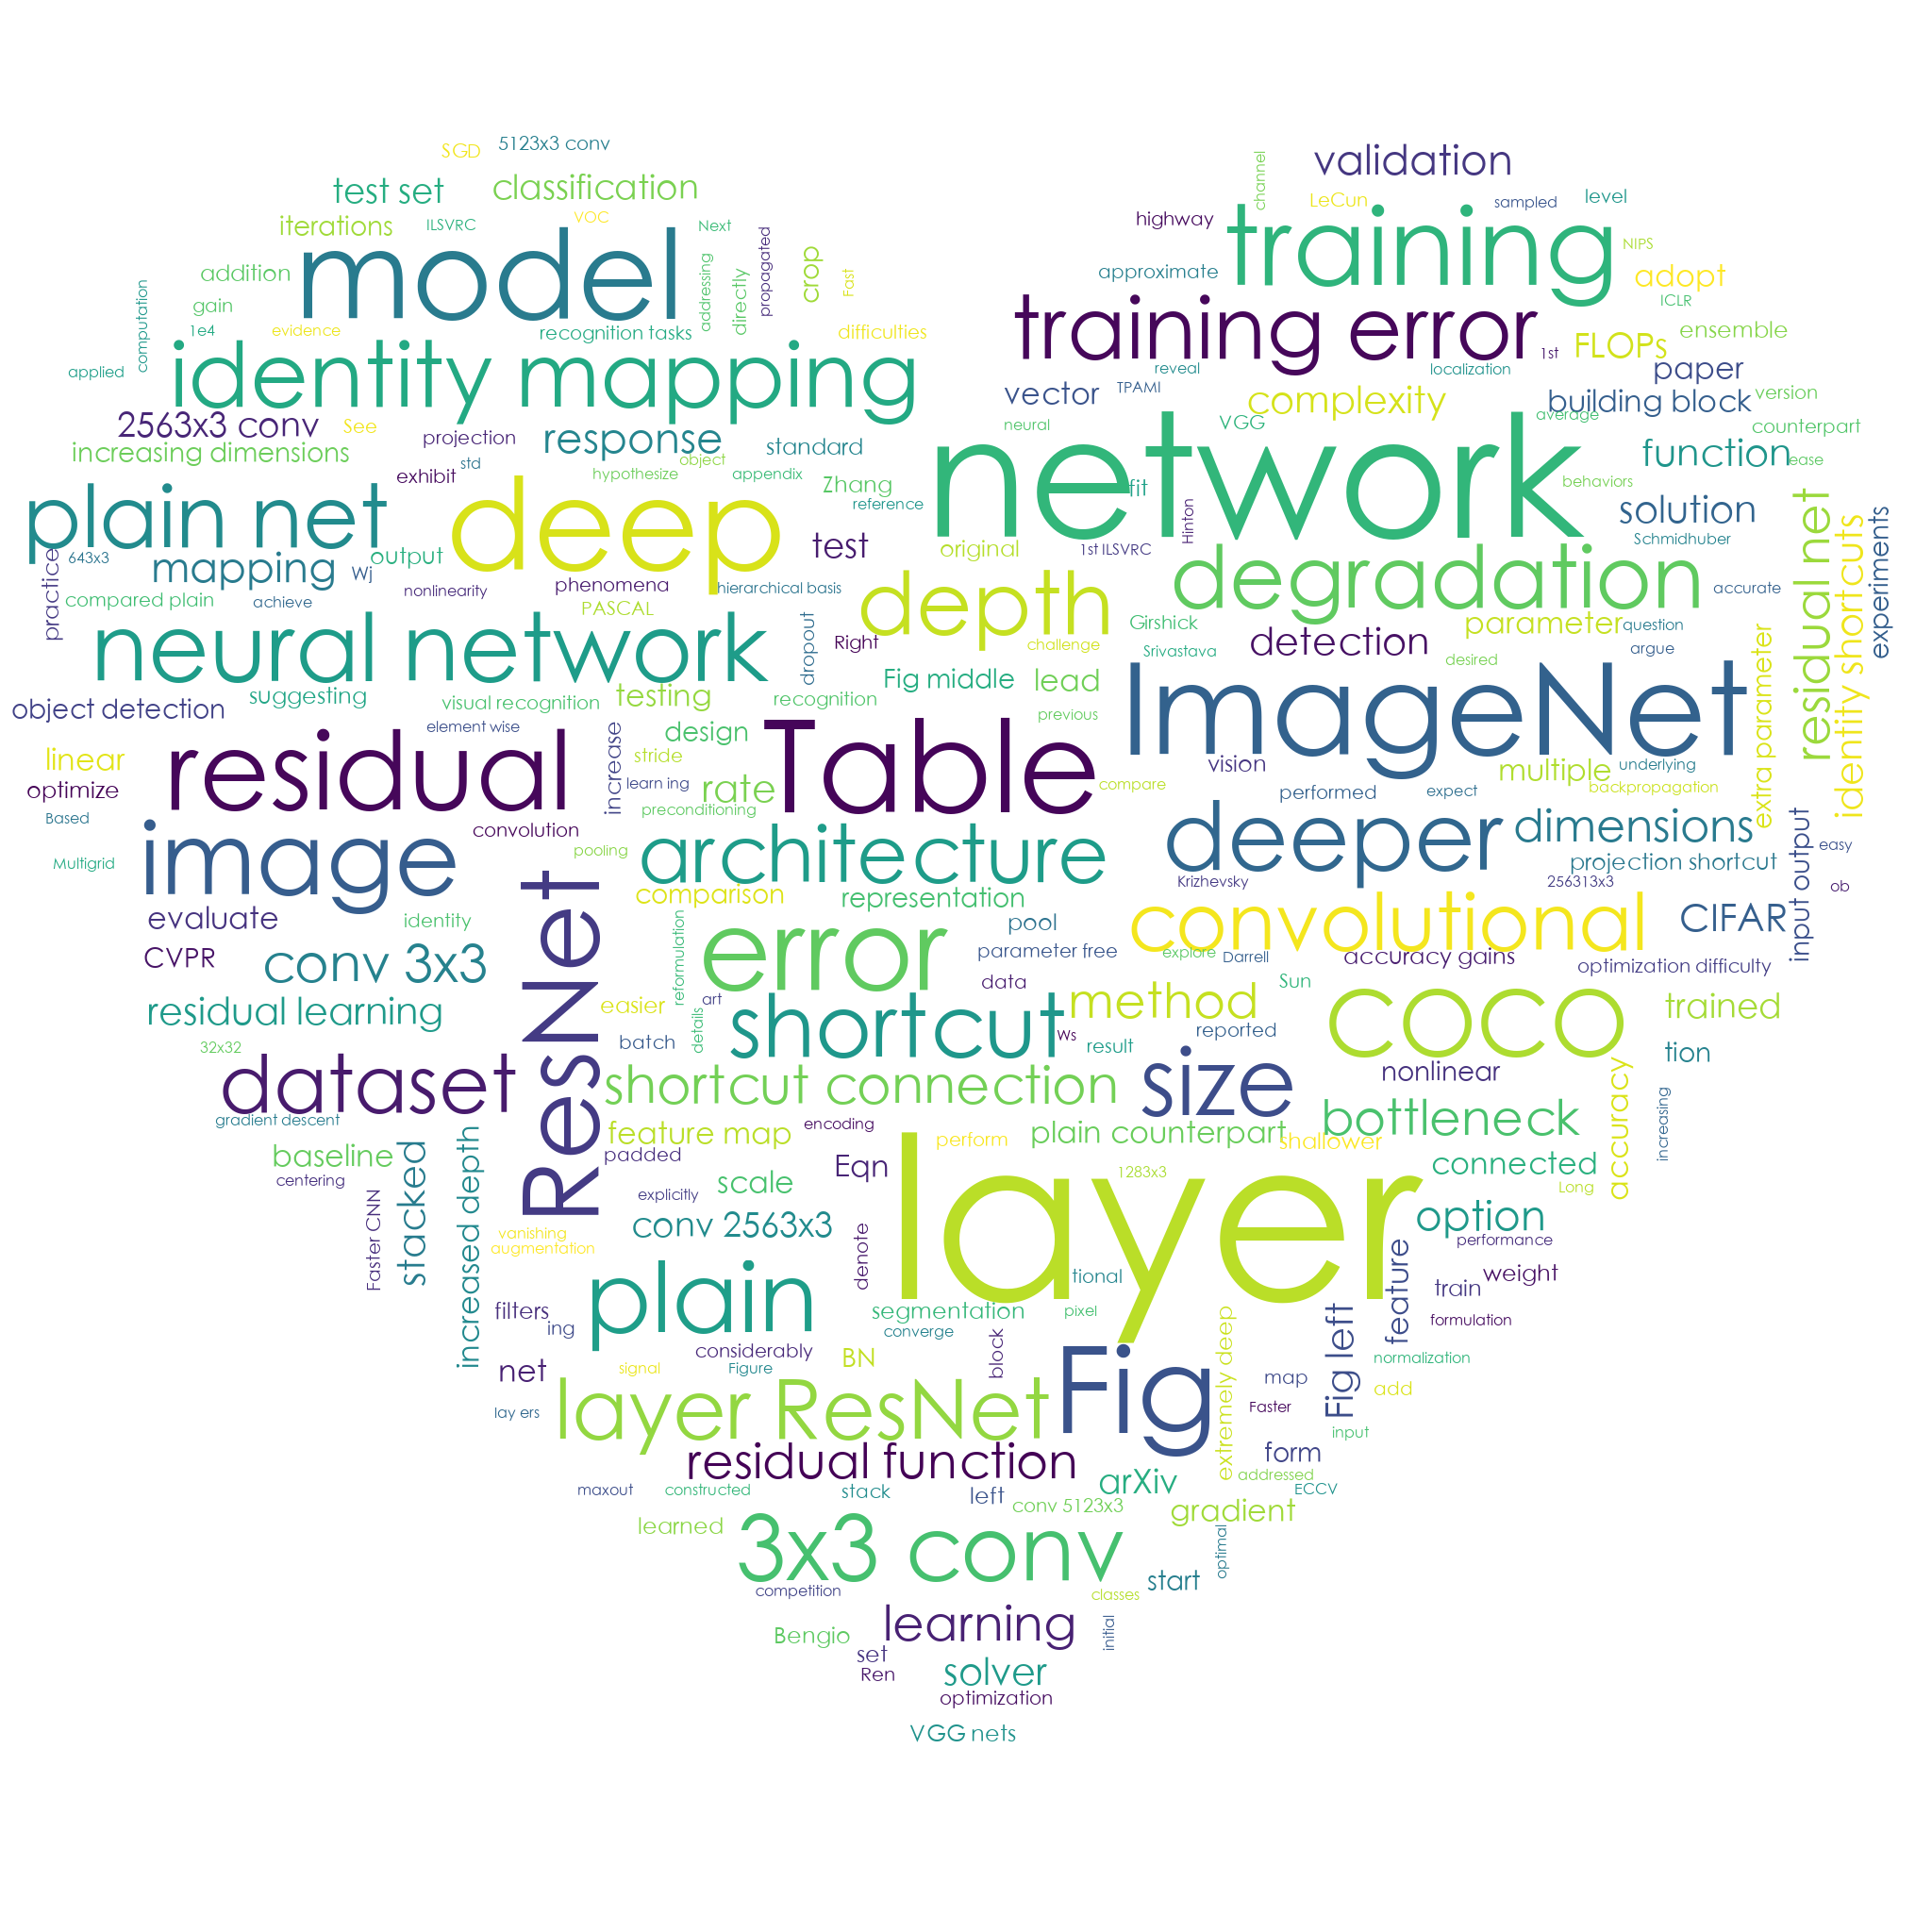 5123x3 conv
SGD
validation
channel
test set
classification
LeCun
sampled
level
highway
iterations
ILSVRC
VOC
Next
propagated
training
NIPS
model
addition
addressing
directly
crop
Fast
approximate
adopt
gain
computation
ICLR
1e4
evidence
recognition tasks
difficulties
training error
1st
FLOPs
ensemble
applied
identity mapping
reveal
localization
paper
vector
TPAMI
complexity
building block
version
2563x3 conv
See
projection
response
standard
neural
VGG
average
counterpart
increasing dimensions
std
hypothesize
object
appendix
network
function
ease
exhibit
Zhang
reference
behaviors
plain net
deep
fit
Hinton
solution
residual net
identity shortcuts
experiments
practice
643x3
mapping
Wj
output
test
original
1st ILSVRC
Schmidhuber
nonlinearity
phenomena
hierarchical basis
depth
degradation
accurate
compared plain
achieve
PASCAL
neural network
dropout
Right
challenge
Girshick
Srivastava
detection
parameter
question
argue
desired
extra parameter
suggesting
visual recognition
testing
recognition
Fig middle
lead
ImageNet
object detection
element wise
increase
design
previous
linear
residual
stride
Table
vision
multiple
underlying
optimize
learn ing
rate
compare
performed
expect
backpropagation
Based
convolution
preconditioning
Multigrid
image
pooling
architecture
deeper
dimensions
input output
easy
projection shortcut
ResNet
comparison
representation
Krizhevsky
256313x3
ob
evaluate
identity
reformulation
error
pool
convolutional
CIFAR
CVPR
conv 3x3
parameter free
explore
Darrell
accuracy gains
optimization difficulty
data
Sun
residual learning
easier
art
details
shortcut
method
coco
trained
32x32
batch
Ws
result
reported
tion
dataset
shortcut connection
size
nonlinear
accuracy
increasing
gradient descent
feature map
encoding
perform
plain counterpart
shallower
bottleneck
baseline
stacked
increased depth
padded
Eqn
layer
1283x3
connected
centering
explicitly
scale
Long
Faster CNN
vanishing
augmentation
conv 2563x3
option
performance
denote
plain
tional
feature
train
weight
filters
ing
segmentation
pixel
formulation
converge
considerably
block
extremely deep
Fig left
net
signal
Figure
BN
Fig
normalization
map
add
layer ResNet
Faster
lay ers
input
residual function
form
addressed
arXiv
ECCV
maxout
constructed
stack
left
conv 5123x3
gradient
learned
3x3 conv
optimal
start
competition
classes
learning
initial
Bengio
set
Ren
solver
optimization
VGG nets